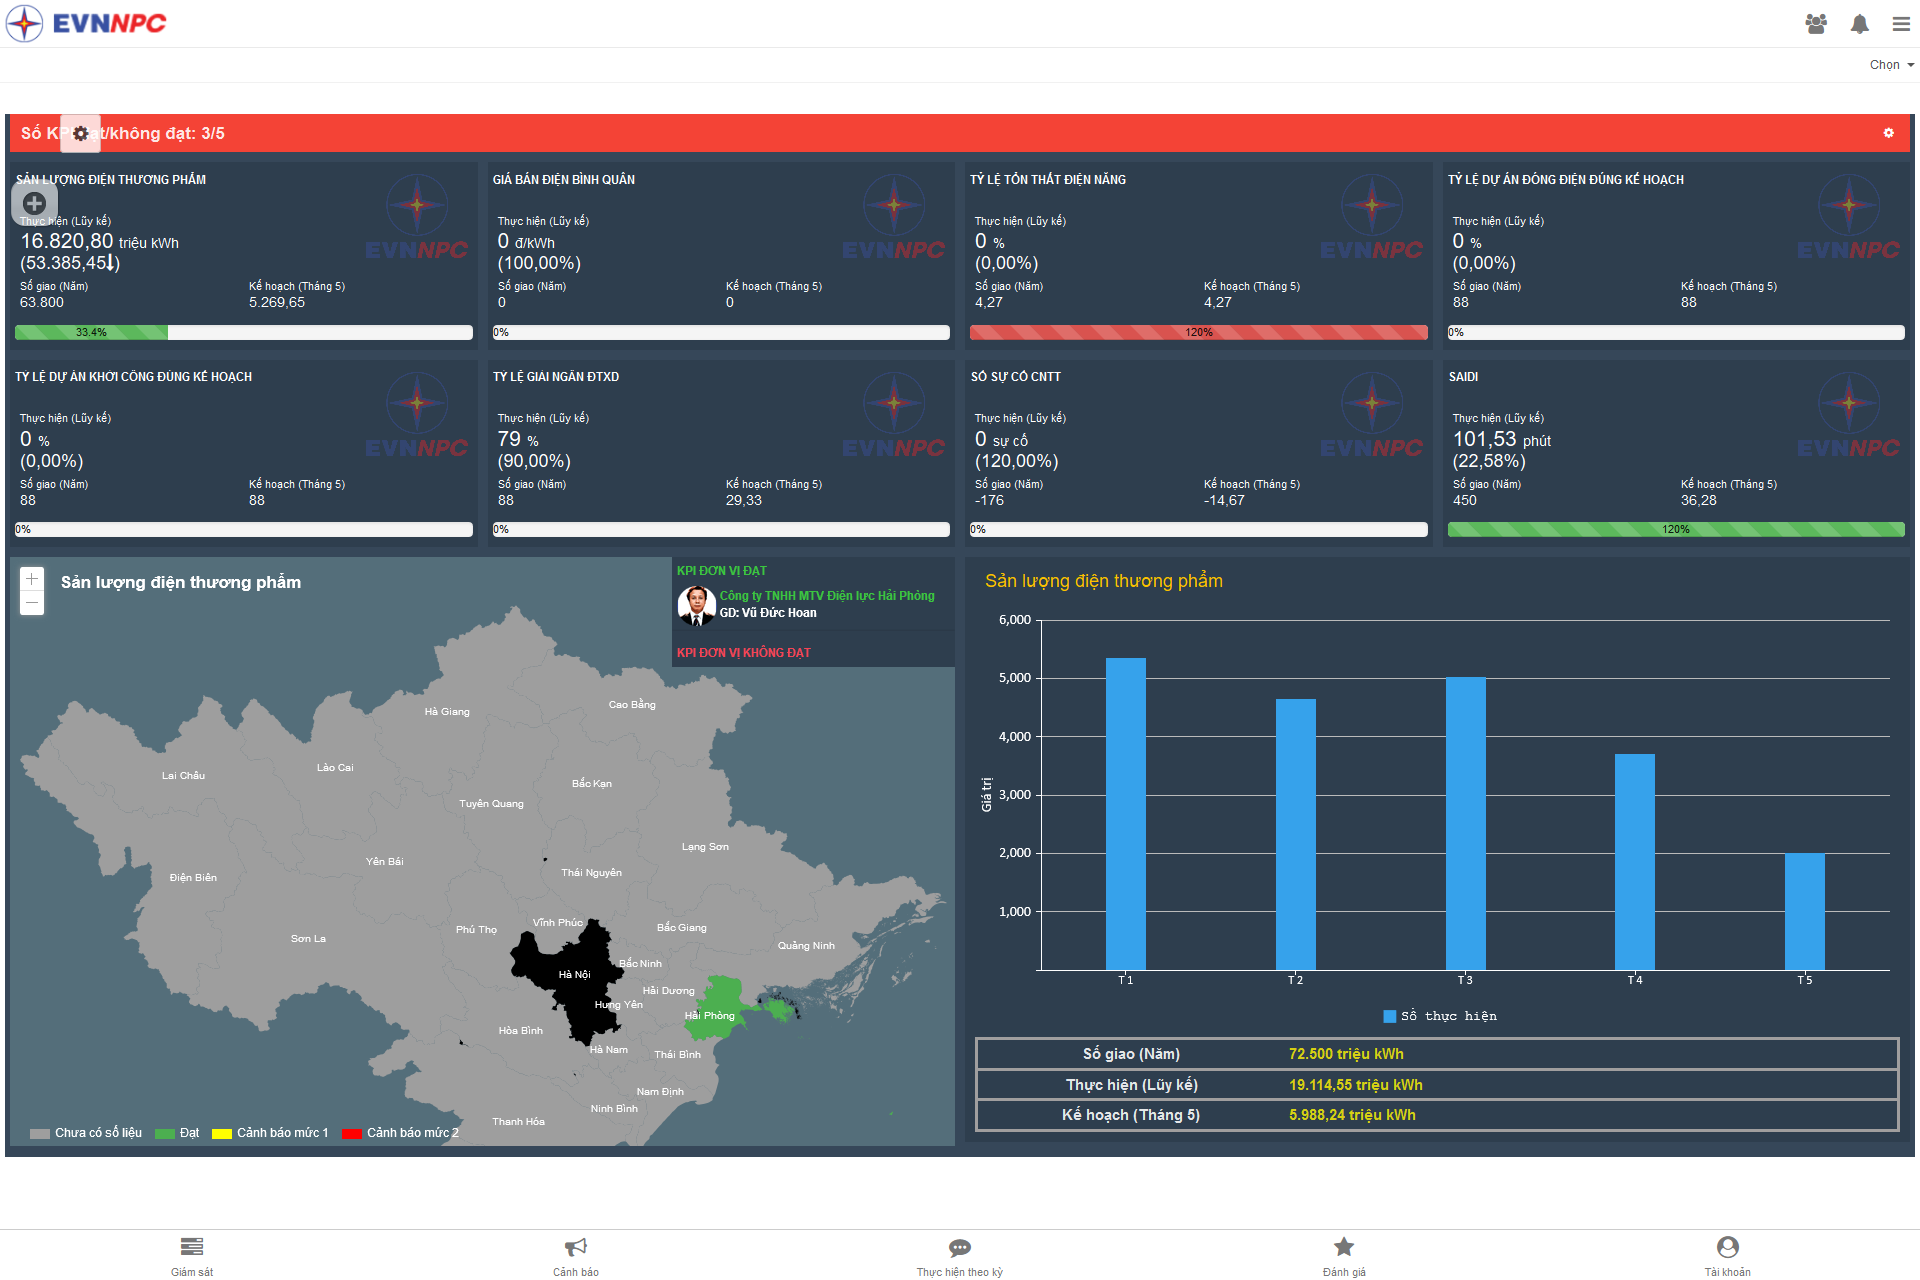 EVNNPC
Chọn
Số KPI đạt/không đạt: 3/5
SẢN LƯỢNG ĐIỆN THƯƠNG PHẨM
Thực hiện (Lũy kế)
16.820,80 triệu kWh
(53.385,45)
Số giao (Năm)
Kế hoạch (Tháng 5)
63.800
5.269,65
33.4%
EVNNPC
GIÁ BÁN ĐIỆN BÌNH QUÂN
Thực hiện (Lũy kế)
0 đ/kWh
(100,00%)
Số giao (Năm)
Kế hoạch (Tháng 5)
0
0
0%
EVNNPC
TỶ LỆ TỔN THẤT ĐIỆN NĂNG
Thực hiện (Lũy kế)
0 %
(0,00%)
Số giao (Năm)
Kế hoạch (Tháng 5)
4,27
4,27
120%
EVNNPC
TỶ LỆ DỰ ÁN ĐÓNG ĐIỆN ĐÚNG KẾ HOẠCH
Thực hiện (Lũy kế)
0 %
(0,00%)
Số giao (Năm)
Kế hoạch (Tháng 5)
88
88
0%
EVNNPC
TỶ LỆ DỰ ÁN KHỞI CÔNG ĐÚNG KẾ HOẠCH
Thực hiện (Lũy kế)
0 %
(0,00%)
Số giao (Năm)
Kế hoạch (Tháng 5)
88
88
0%
EVNNPC
TỶ LỆ GIẢI NGÂN ĐTXD
Thực hiện (Lũy kế)
79 %
(90,00%)
Số giao (Năm)
Kế hoạch (Tháng 5)
88
29,33
0%
EVNNPC
SỐ SỰ CỐ CNTT
Thực hiện (Lũy kế)
0 sự cố
(120,00%)
Số giao (Năm)
Kế hoạch (Tháng 5)
-176
-14,67
0%
EVNNPC
SAIDI
Thực hiện (Lũy kế)
101,53 phút
(22,58%)
Số giao (Năm)
Kế hoạch (Tháng 5)
450
36,28
120%
EVNNPC
Sản lượng điện thương phẩm
KPI ĐƠN VỊ ĐẠT
Công ty TNHH MTV Điện lực Hải Phòng
GD: Vũ Đức Hoan
KPI ĐƠN VỊ KHÔNG ĐẠT
Cao Bằng
Hà Giang
Lào Cai
Lai Châu
Bắc Kạn
Tuyên Quang
Lạng Sơn
Yên Bái
Thái Nguyên
Điện Biên
Vĩnh Phúc
Phú Thọ
Bắc Giang
Sơn La
Quảng Ninh
Bắc Ninh
Hà Nội
Hải Dương
Hưng Yên
Hải Phòng
Hòa Bình
Hà Nam
Thái Bình
Nam Định
Ninh Bình
Thanh Hóa
Chưa có số liệu
Đạt
Cảnh báo mức 1
Cảnh báo mức 2
Sản lượng điện thương phẩm
6,000
5,000
4,000
3,000
2,000
1,000
Giá trị
T1
T2
T3
T4
T5
Số thực hiện
Số giao (Năm) 72.500 triệu kWh
Thực hiện (Lũy kế) 19.114,55 triệu kWh
Kế hoạch (Tháng 5) 5.988,24 triệu kWh
Giám sát
Cảnh báo
Thực hiện theo kỳ
Đánh giá
Tài khoản